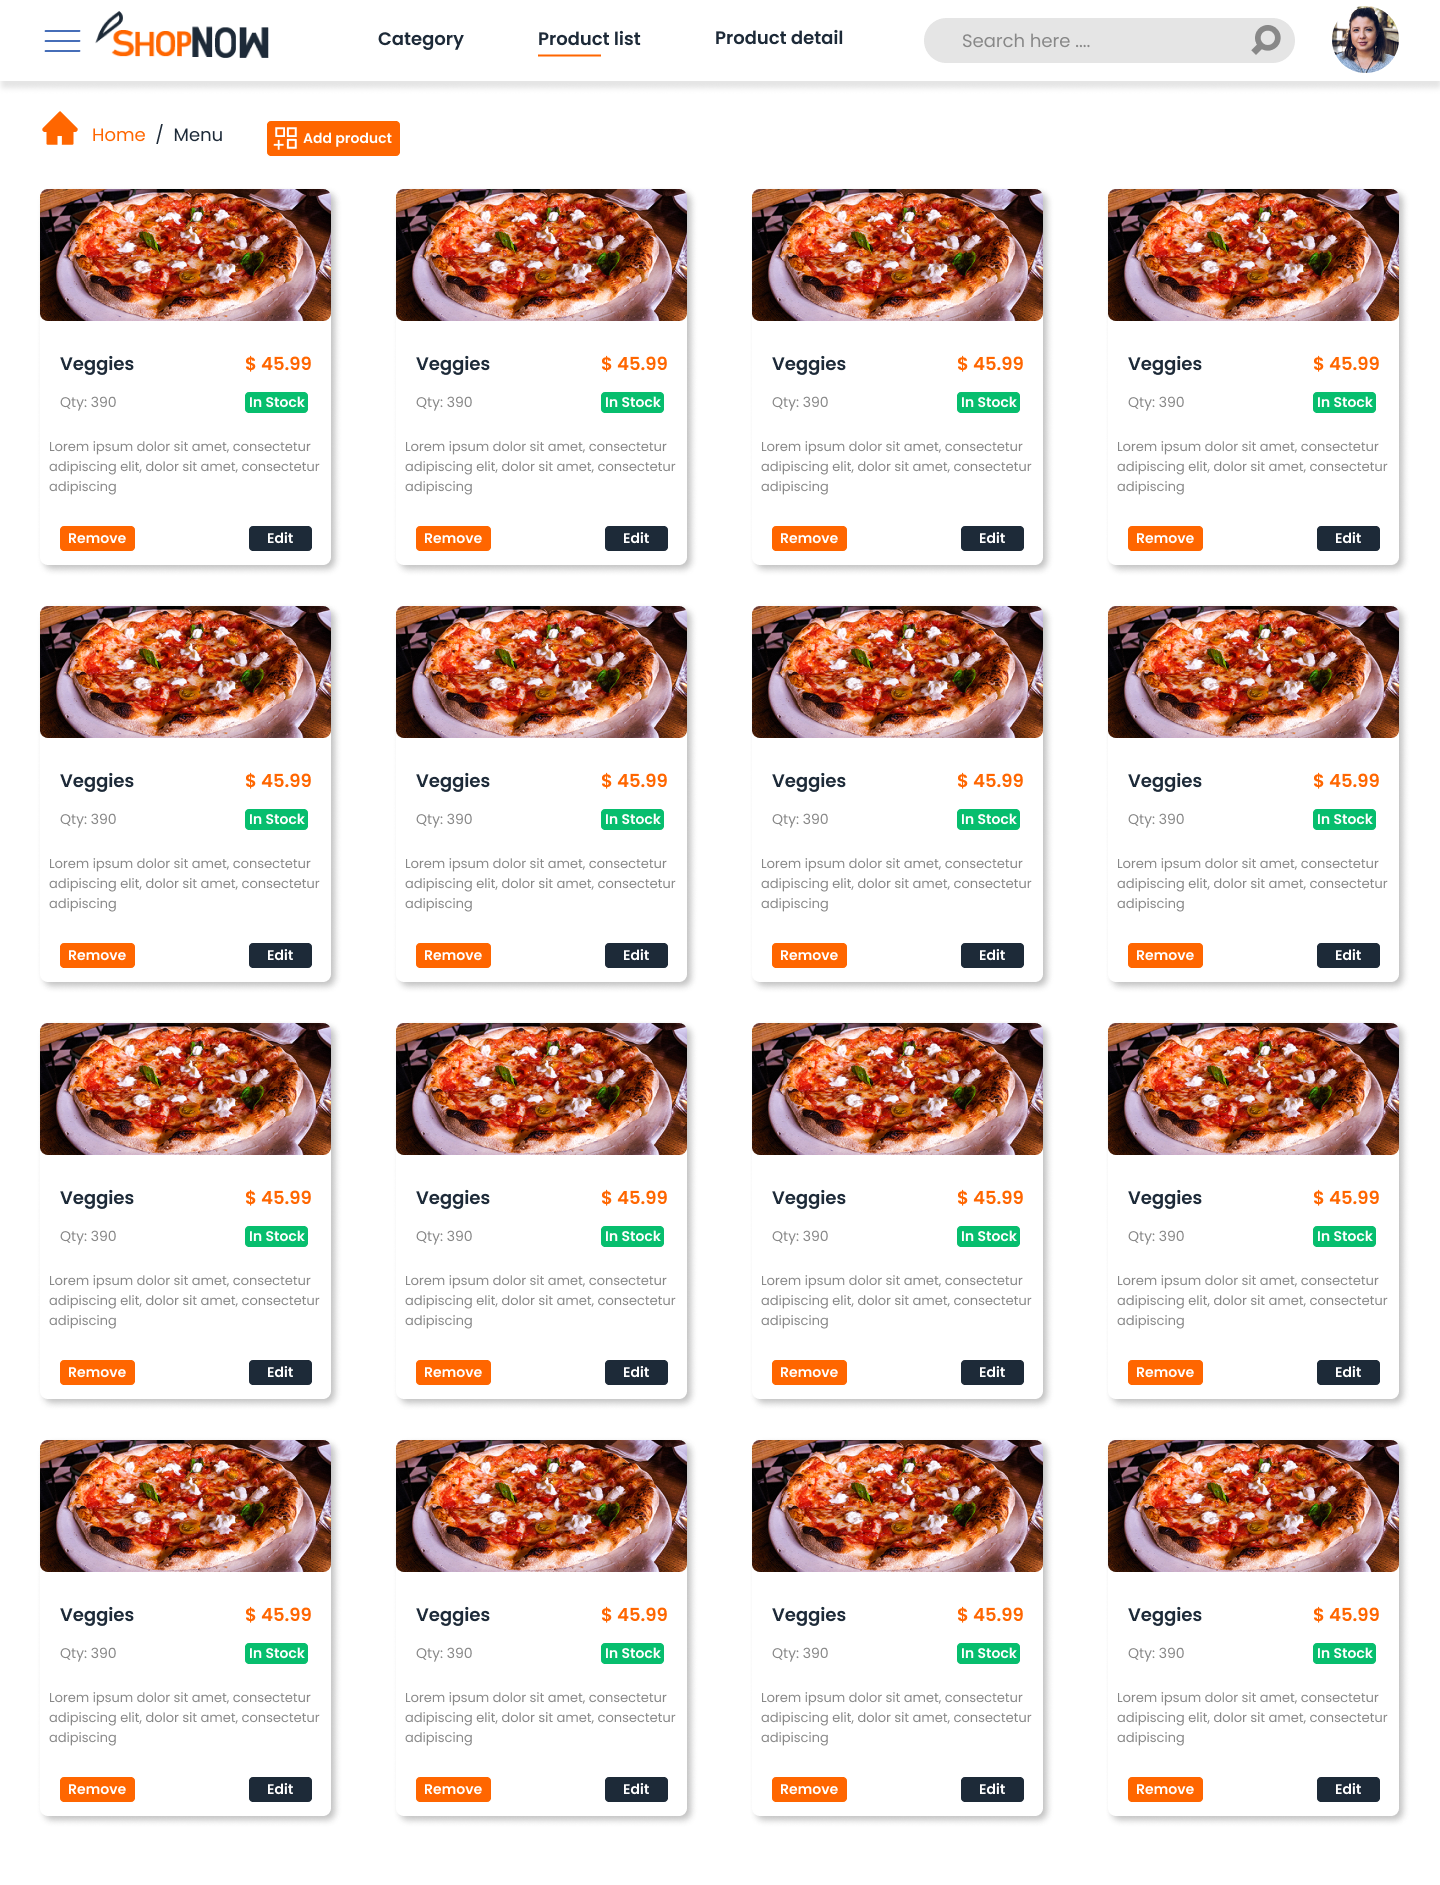 SHOPNOW Category Product list Product detail Search here ....
Home / Menu Add product
Veggies $ 45.99 Veggies $ 45.99 Veggies $ 45.99 Veggies $ 45.99
Qty: 390 In Stock Qty: 390 In Stock Qty: 390 In Stock Qty: 390 In Stock
Lorem ipsum dolor sit amet, consectetur Lorem ipsum dolor sit amet, consectetur Lorem ipsum dolor sit amet, consectetur Lorem ipsum dolor sit amet, consectetur
adipiscing elit, dolor sit amet, consectetur adipiscing elit, dolor sit amet, consectetur adipiscing elit, dolor sit amet, consectetur adipiscing elit, dolor sit amet, consectetur
adipiscing adipiscing adipiscing adipiscing
Remove Edit Remove Edit Remove Edit Remove Edit
Veggies $ 45.99 Veggies $ 45.99 Veggies $ 45.99 Veggies $ 45.99
Qty: 390 In Stock Qty: 390 In Stock Qty: 390 In Stock Qty: 390 In Stock
Lorem ipsum dolor sit amet, consectetur Lorem ipsum dolor sit amet, consectetur Lorem ipsum dolor sit amet, consectetur Lorem ipsum dolor sit amet, consectetur
adipiscing elit, dolor sit amet, consectetur adipiscing elit, dolor sit amet, consectetur adipiscing elit, dolor sit amet, consectetur adipiscing elit, dolor sit amet, consectetur
adipiscing adipiscing adipiscing adipiscing
Remove Edit Remove Edit Remove Edit Remove Edit
Veggies $ 45.99 Veggies $ 45.99 Veggies $ 45.99 Veggies $ 45.99
Qty: 390 In Stock Qty: 390 In Stock Qty: 390 In Stock Qty: 390 In Stock
Lorem ipsum dolor sit amet, consectetur Lorem ipsum dolor sit amet, consectetur Lorem ipsum dolor sit amet, consectetur Lorem ipsum dolor sit amet, consectetur
adipiscing elit, dolor sit amet, consectetur adipiscing elit, dolor sit amet, consectetur adipiscing elit, dolor sit amet, consectetur adipiscing elit, dolor sit amet, consectetur
adipiscing adipiscing adipiscing adipiscing
Remove Edit Remove Edit Remove Edit Remove Edit
Veggies $ 45.99 Veggies $ 45.99 Veggies $ 45.99 Veggies $ 45.99
Qty: 390 In Stock Qty: 390 In Stock Qty: 390 In Stock Qty: 390 In Stock
Lorem ipsum dolor sit amet, consectetur Lorem ipsum dolor sit amet, consectetur Lorem ipsum dolor sit amet, consectetur Lorem ipsum dolor sit amet, consectetur
adipiscing elit, dolor sit amet, consectetur adipiscing elit, dolor sit amet, consectetur adipiscing elit, dolor sit amet, consectetur adipiscing elit, dolor sit amet, consectetur
adipiscing adipiscing adipiscing adipiscing
Remove Edit Remove Edit Remove Edit Remove Edit